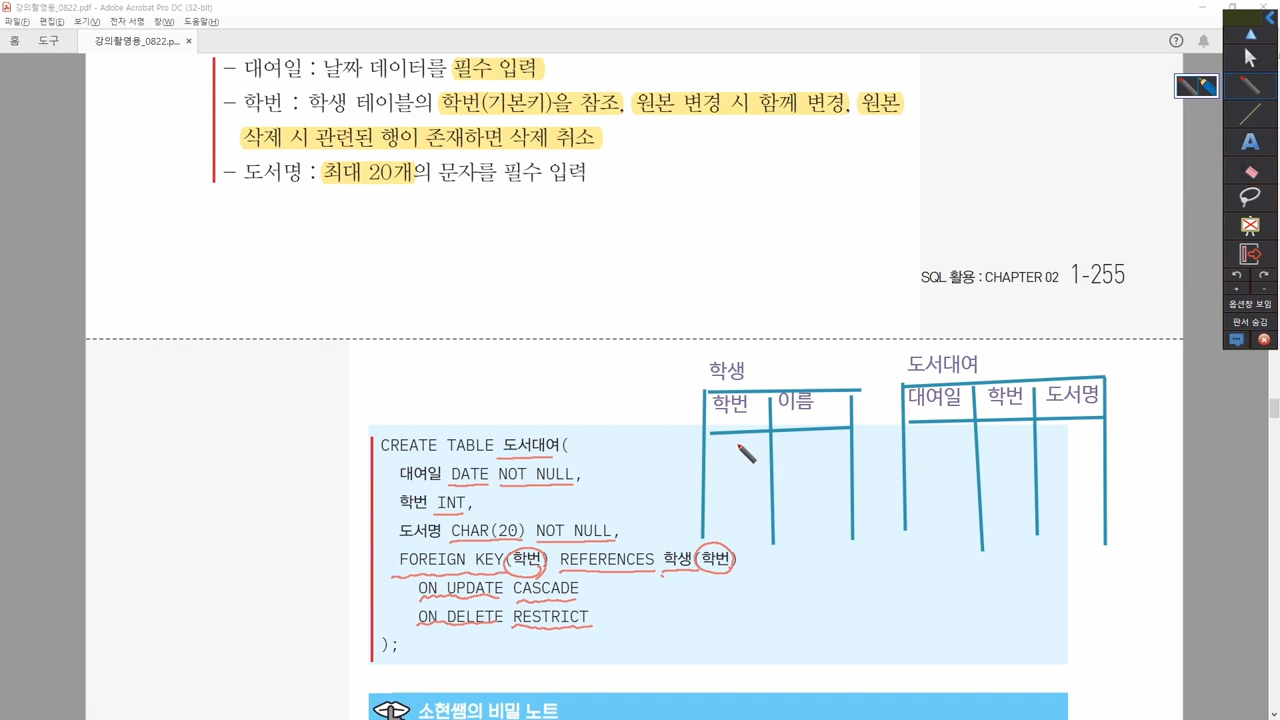 강의촬영용_0822.pdf - Adobe Acrobat Pro DC (32-bit)
파일(F) 편집(E) 보기(V) 전자 서명 창(W) 도움말(H)
홈 도구 강의촬영용_0822.p... ×
– 대여일 : 날짜 데이터를 필수 입력
– 학번 : 학생 테이블의 학번(기본키)을 참조, 원본 변경 시 함께 변경, 원본
삭제 시 관련된 행이 존재하면 삭제 취소
– 도서명 : 최대 20개의 문자를 필수 입력
SQL 활용 : CHAPTER 02 1-255
옵션창 보임
판서 숨김
학생
학번 이름
도서대여
대여일 학번 도서명
CREATE TABLE 도서대여(
대여일 DATE NOT NULL,
학번 INT,
도서명 CHAR(20) NOT NULL,
FOREIGN KEY(학번) REFERENCES 학생(학번)
ON UPDATE CASCADE
ON DELETE RESTRICT
);
소현쌤의 비밀 노트